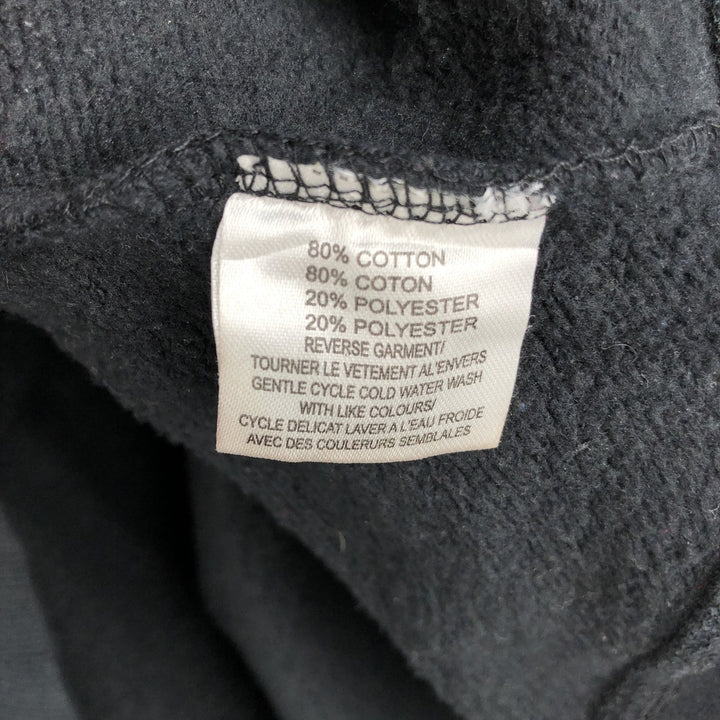 80% COTTON
80% COTON
20% POLYESTER
20% POLYESTER
REVERSE GARMENT/
TOURNER LE VETEMENT AL'ENVERS
GENTLE CYCLE COLD WATER WASH
WITH LIKE COLOURS/
CYCLE DELICAT LAVER A L'EAU FROIDE
AVEC DES COULEURUS SEMBLALES